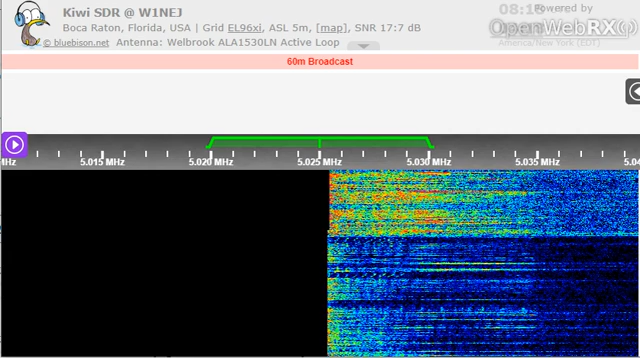 Kiwi SDR @ W1NEJ
Boca Raton, Florida, USA | Grid EL96xi, ASL 5m, [map], SNR 17:7 dB
© bluebison.net Antenna: Welbrook ALA1530LN Active Loop
Powered by
OpenWebRX
America/New York (EDT)
60m Broadcast
5.015 MHz 5.020 MHz 5.025 MHz 5.030 MHz 5.035 MHz